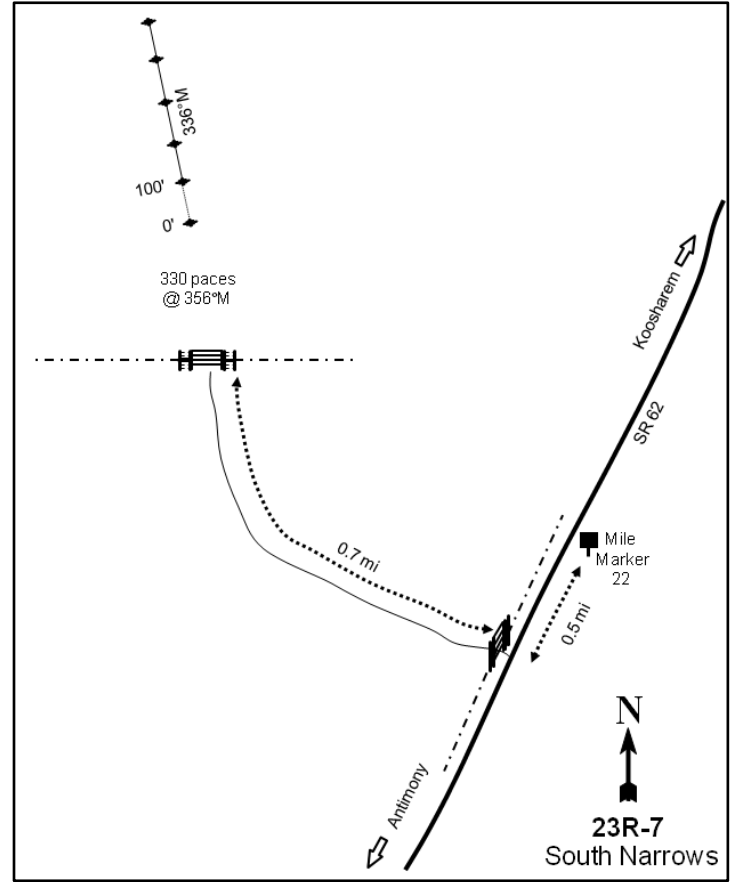 336°M
100'
0'
330 paces
@ 356°M
Koosharem
SR 62
Mile
Marker
22
0.7 mi
0.5 mi
Antimony
N
23R-7
South Narrows